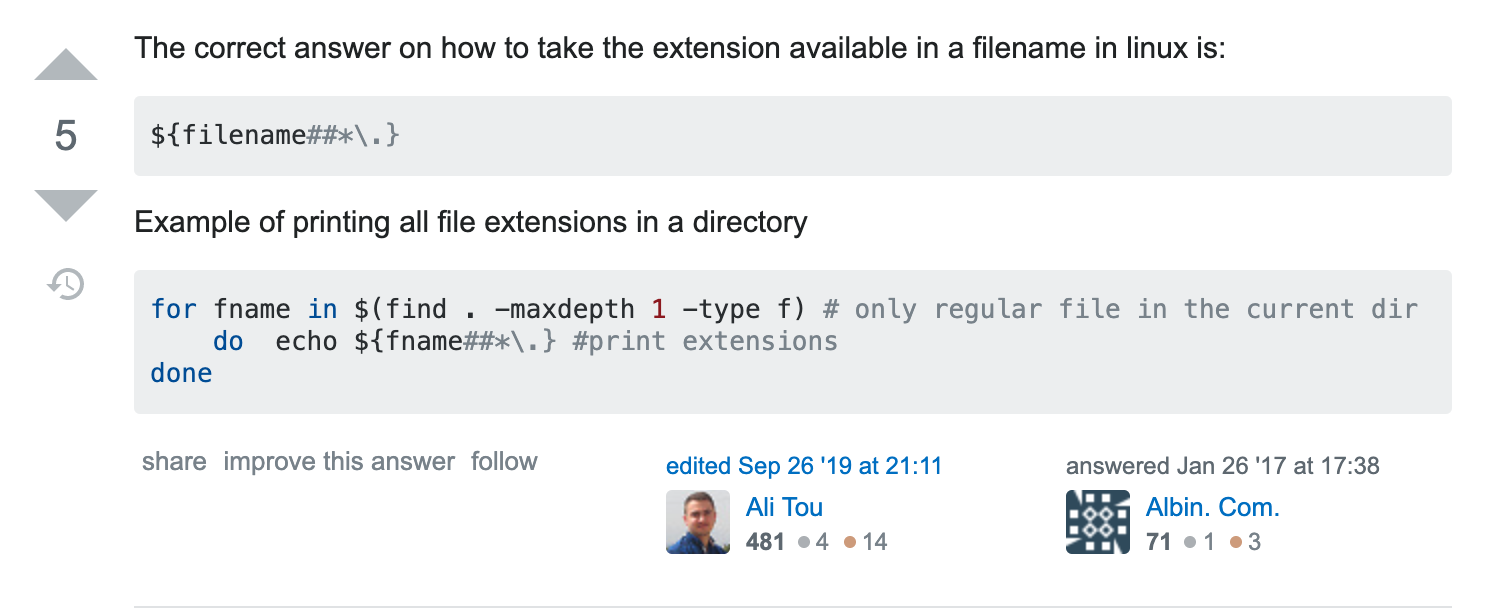 The correct answer on how to take the extension available in a filename in linux is:
5
${filename##*\.}
Example of printing all file extensions in a directory
for fname in $(find . -maxdepth 1 -type f) # only regular file in the current dir
    do  echo ${fname##*\.} #print extensions
done
share improve this answer follow
edited Sep 26 '19 at 21:11
Ali Tou
481 ● 4 ● 14
answered Jan 26 '17 at 17:38
Albin. Com.
71 ● 1 ● 3